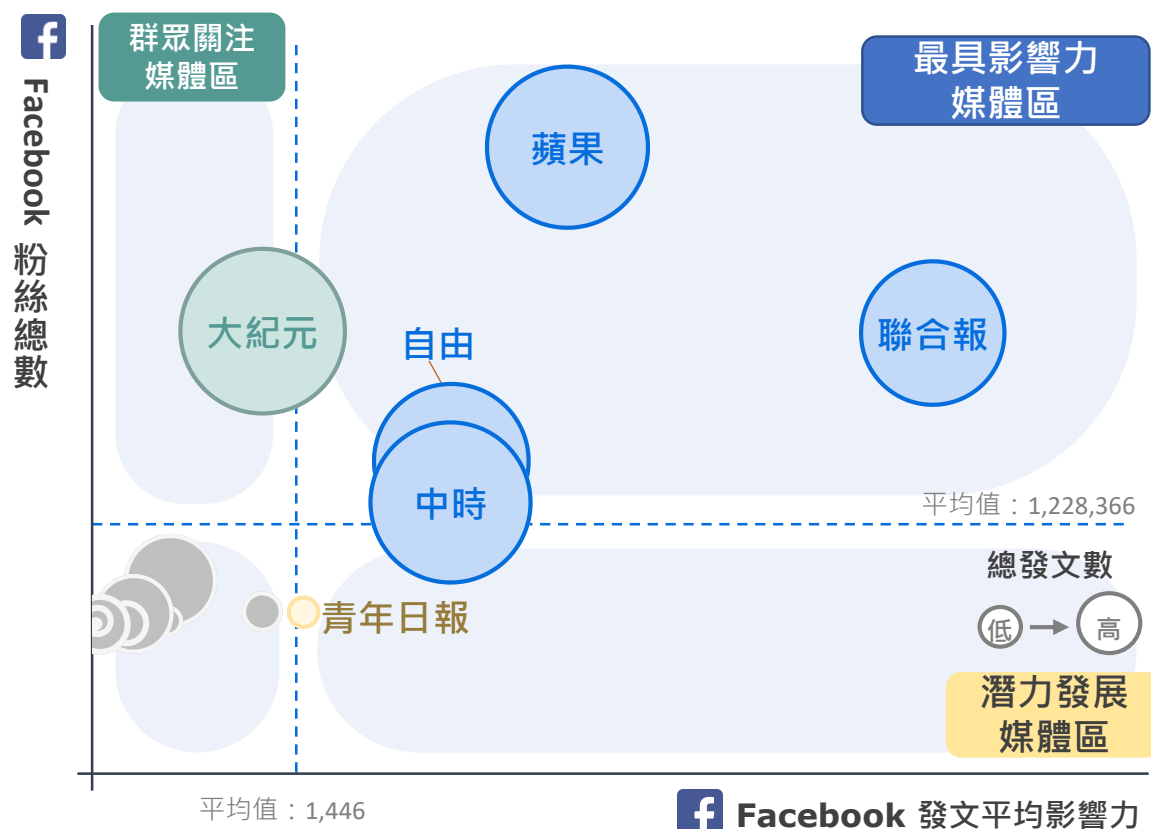 群眾關注
媒體區
最具影響力
媒體區
Facebook 粉絲總數
蘋果
大紀元
自由
聯合報
中時
平均值：1,228,366
總發文數
低
高
青年日報
潛力發展
媒體區
平均值：1,446
Facebook 發文平均影響力